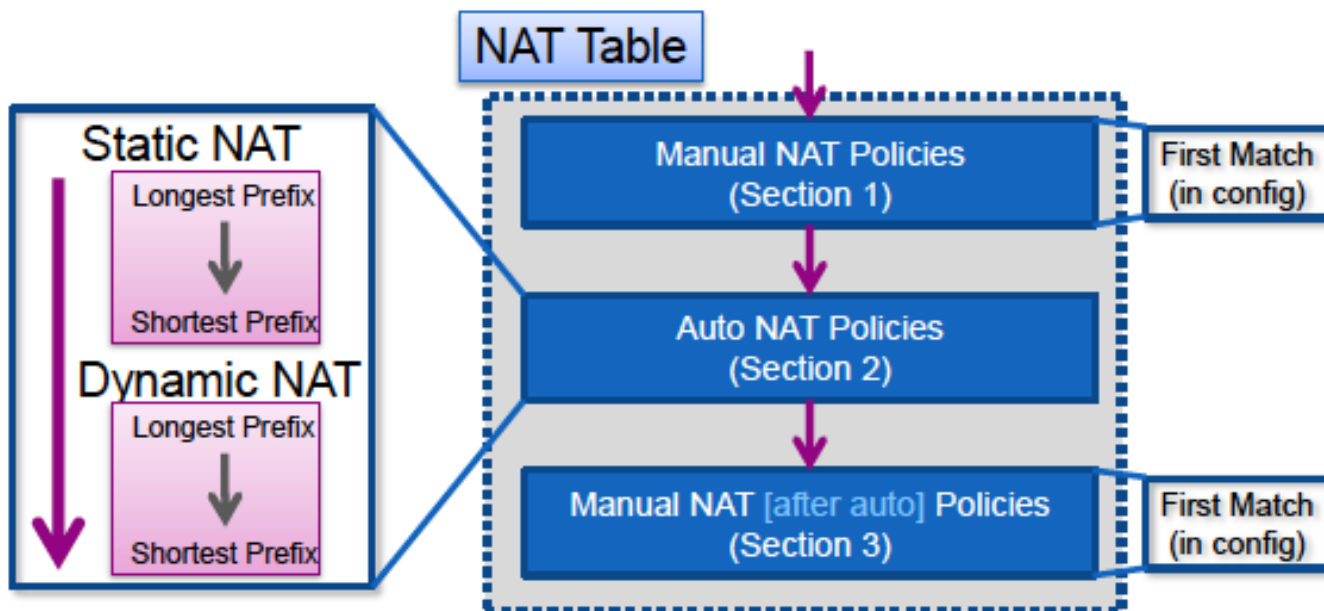 NAT Table
Static NAT
Longest Prefix
Shortest Prefix
Dynamic NAT
Longest Prefix
Shortest Prefix
Manual NAT Policies
(Section 1)
First Match
(in config)
Auto NAT Policies
(Section 2)
Manual NAT [after auto] Policies
(Section 3)
First Match
(in config)